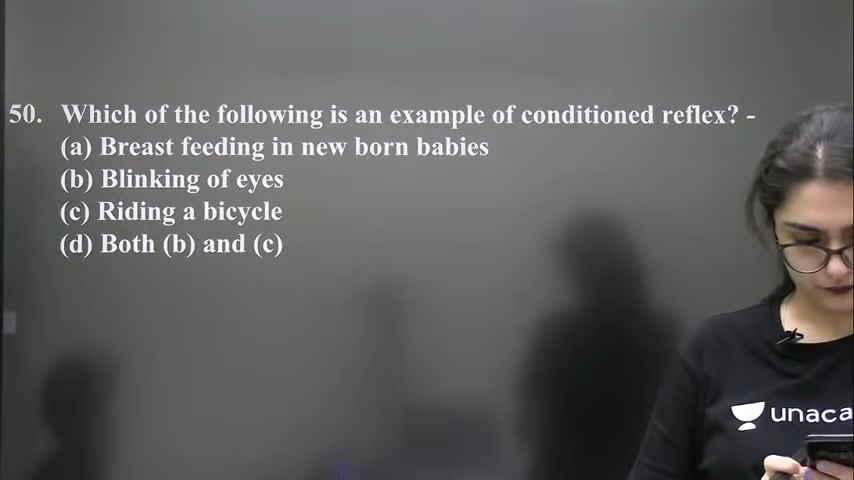 50. Which of the following is an example of conditioned reflex? -
(a) Breast feeding in new born babies
(b) Blinking of eyes
(c) Riding a bicycle
(d) Both (b) and (c)
unaca